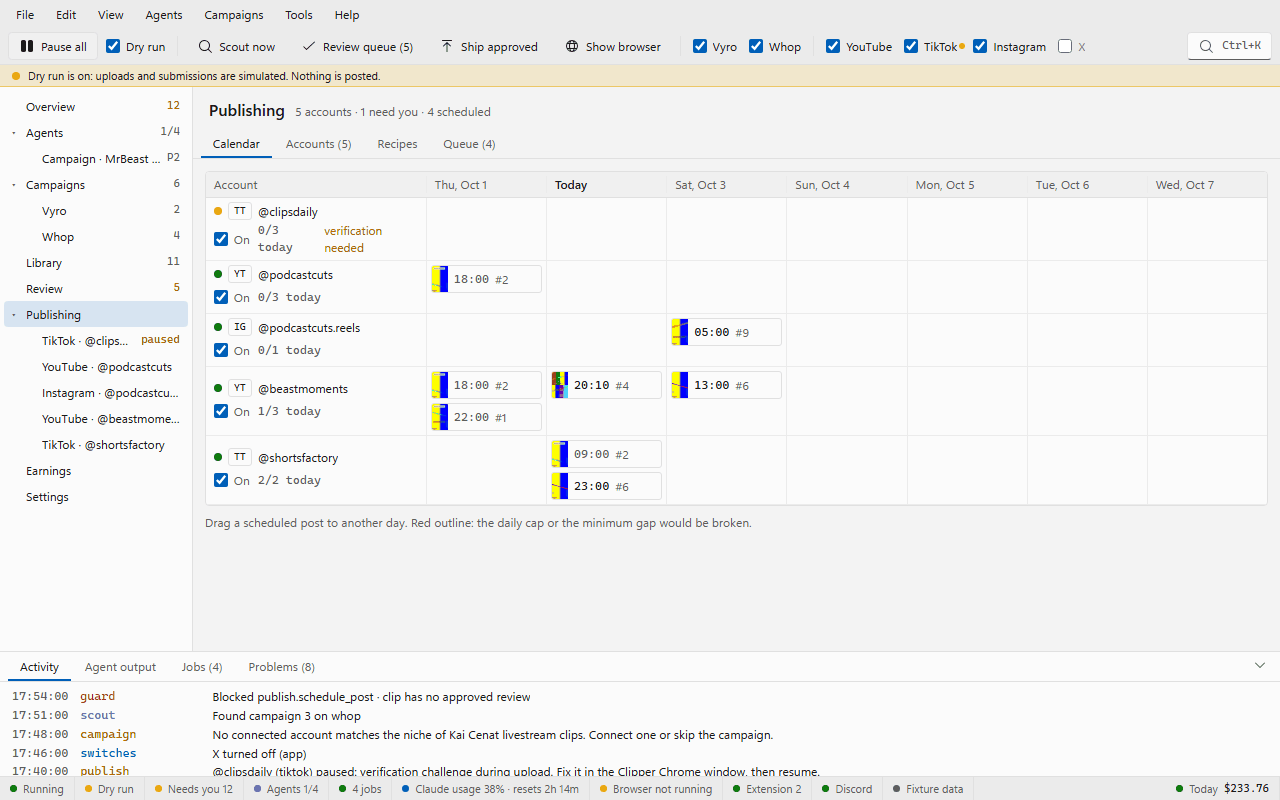 File Edit View Agents Campaigns Tools Help
Pause all Dry run Scout now Review queue (5) Ship approved Show browser Vyro Whop YouTube TikTok Instagram X Ctrl+K
Dry run is on: uploads and submissions are simulated. Nothing is posted.
Overview 12
Agents 1/4
Campaign · MrBeast ... P2
Campaigns 6
Vyro 2
Whop 4
Library 11
Review 5
Publishing
TikTok · @clips... paused
YouTube · @podcastcuts
Instagram · @podcastcu...
YouTube · @beastmome...
TikTok · @shortsfactory
Earnings
Settings
Publishing 5 accounts · 1 need you · 4 scheduled
Calendar Accounts (5) Recipes Queue (4)
Account Thu, Oct 1 Today Sat, Oct 3 Sun, Oct 4 Mon, Oct 5 Tue, Oct 6 Wed, Oct 7
TT @clipsdaily
On 0/3 today verification needed
YT @podcastcuts
On 0/3 today
18:00 #2
IG @podcastcuts.reels
On 0/1 today
05:00 #9
YT @beastmoments
On 1/3 today
18:00 #2 20:10 #4 13:00 #6
22:00 #1
TT @shortsfactory
On 2/2 today
09:00 #2
23:00 #6
Drag a scheduled post to another day. Red outline: the daily cap or the minimum gap would be broken.
Activity Agent output Jobs (4) Problems (8)
17:54:00 guard Blocked publish.schedule_post · clip has no approved review
17:51:00 scout Found campaign 3 on whop
17:48:00 campaign No connected account matches the niche of Kai Cenat livestream clips. Connect one or skip the campaign.
17:46:00 switches X turned off (app)
17:40:00 publish @clipsdaily (tiktok) paused: verification challenge during upload. Fix it in the Clipper Chrome window, then resume.
Running Dry run Needs you 12 Agents 1/4 4 jobs Claude usage 38% · resets 2h 14m Browser not running Extension 2 Discord Fixture data Today $233.76